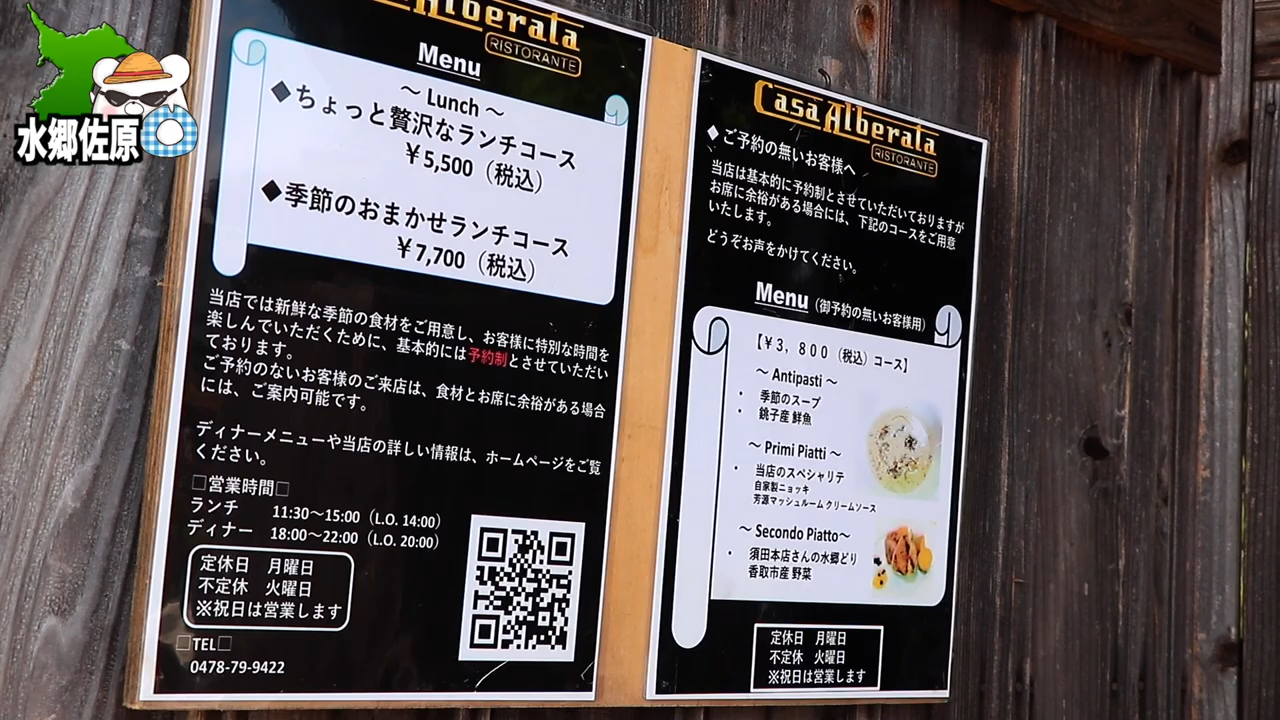 水郷佐原
Casa Alberata
RISTORANTE
Menu
～ Lunch ～
◆ちょっと贅沢なランチコース
￥5,500（税込）
◆季節のおまかせランチコース
￥7,700（税込）
当店では新鮮な季節の食材をご用意し、お客様に特別な時間を
楽しんでいただくために、基本的には予約制とさせていただい
ております。
ご予約のないお客様のご来店は、食材とお席に余裕がある場合
には、ご案内可能です。
ディナーメニューや当店の詳しい情報は、ホームページをご覧
ください。
□営業時間□
ランチ 11:30～15:00（L.O. 14:00）
ディナー 18:00～22:00（L.O. 20:00）
定休日 月曜日
不定休 火曜日
※祝日は営業します
□TEL□
0478-79-9422
Casa Alberata
RISTORANTE
◆ご予約の無いお客様へ
当店は基本的に予約制とさせていただいておりますが
お席に余裕がある場合には、下記のコースをご用意
いたします。
どうぞお声をかけてください。
Menu（御予約の無いお客様用）
【￥3，８００（税込）コース】
～ Antipasti ～
・ 季節のスープ
・ 銚子産 鮮魚
～ Primi Piatti ～
・ 当店のスペシャリテ
自家製ニョッキ
芳源マッシュルーム クリームソース
～ Secondo Piatto～
・ 須田本店さんの水郷どり
香取市産 野菜
定休日 月曜日
不定休 火曜日
※祝日は営業します